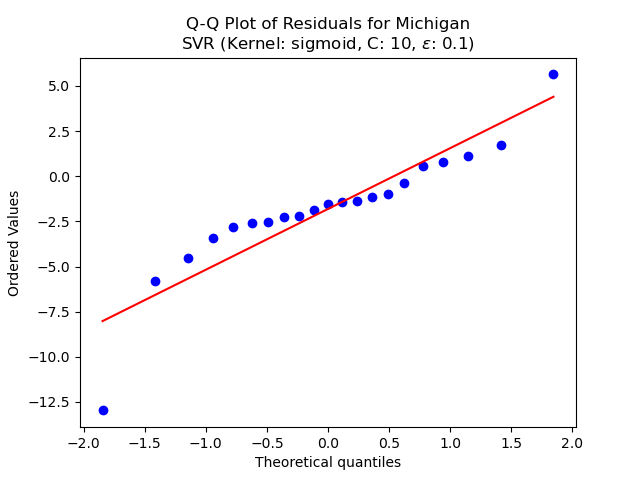 Q-Q Plot of Residuals for Michigan
SVR (Kernel: sigmoid, C: 10, ε: 0.1)
Ordered Values
5.0
2.5
0.0
−2.5
−5.0
−7.5
−10.0
−12.5
−2.0 −1.5 −1.0 −0.5 0.0 0.5 1.0 1.5 2.0
Theoretical quantiles